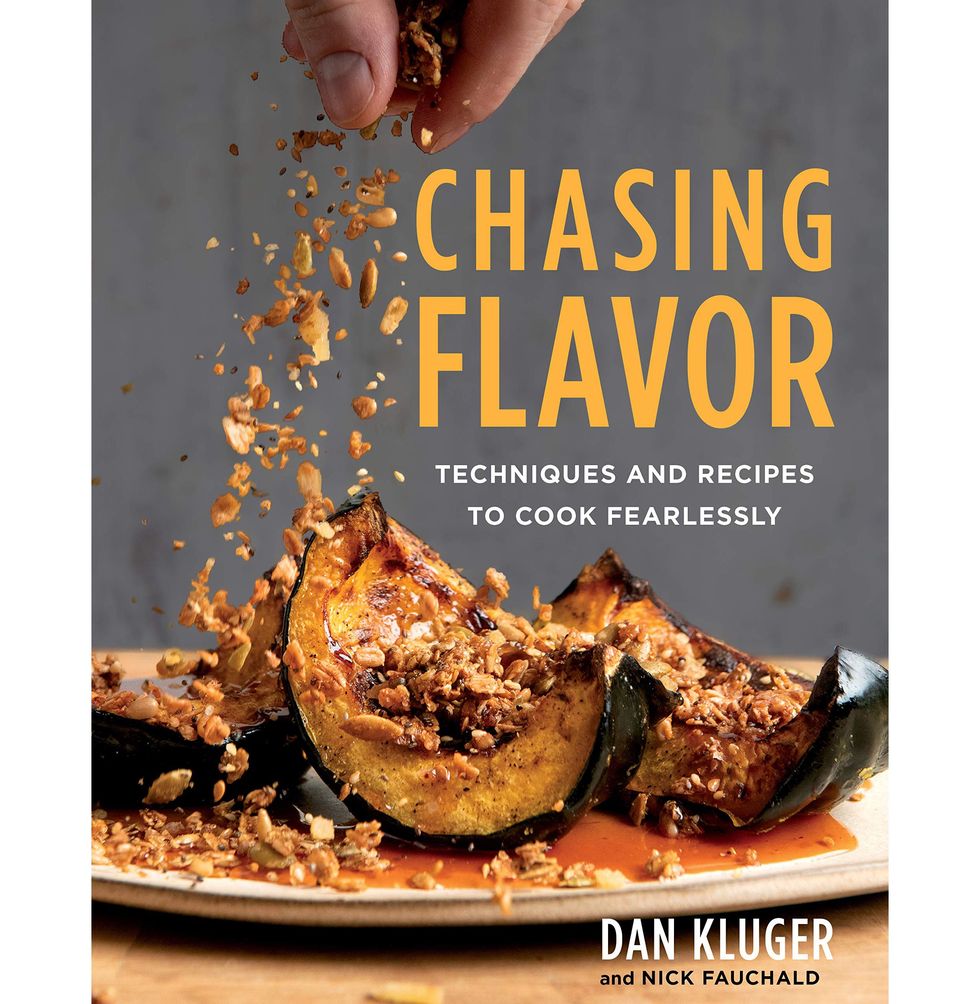 CHASING
FLAVOR
TECHNIQUES AND RECIPES
TO COOK FEARLESSLY
DAN KLUGER
and NICK FAUCHALD